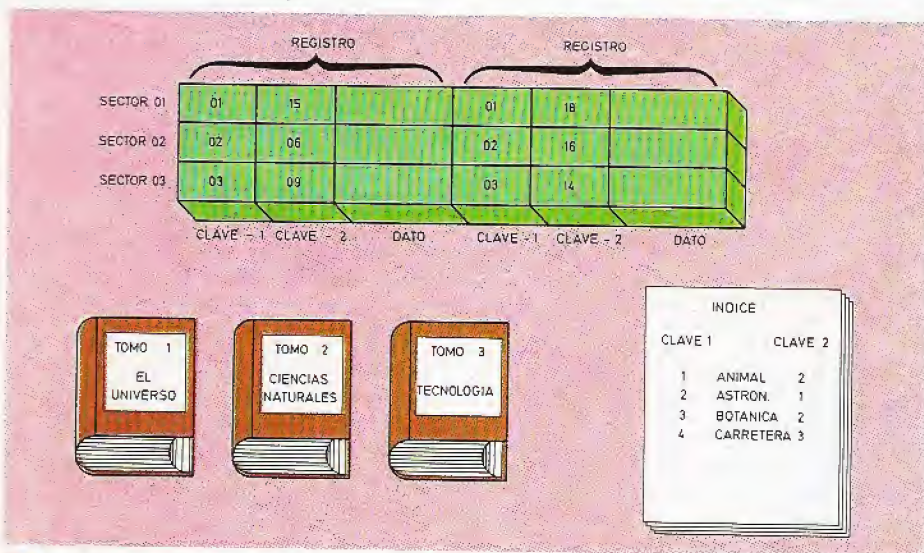 REGISTRO REGISTRO
SECTOR 01 01 15 01 18
SECTOR 02 02 06 02 16
SECTOR 03 03 09 03 14
CLAVE - 1 CLAVE - 2 DATO CLAVE - 1 CLAVE - 2 DATO
TOMO 1
EL
UNIVERSO
TOMO 2
CIENCIAS
NATURALES
TOMO 3
TECNOLOGIA
INDICE
CLAVE 1 CLAVE 2
1 ANIMAL 2
2 ASTRON. 1
3 BOTANICA 2
4 CARRETERA 3